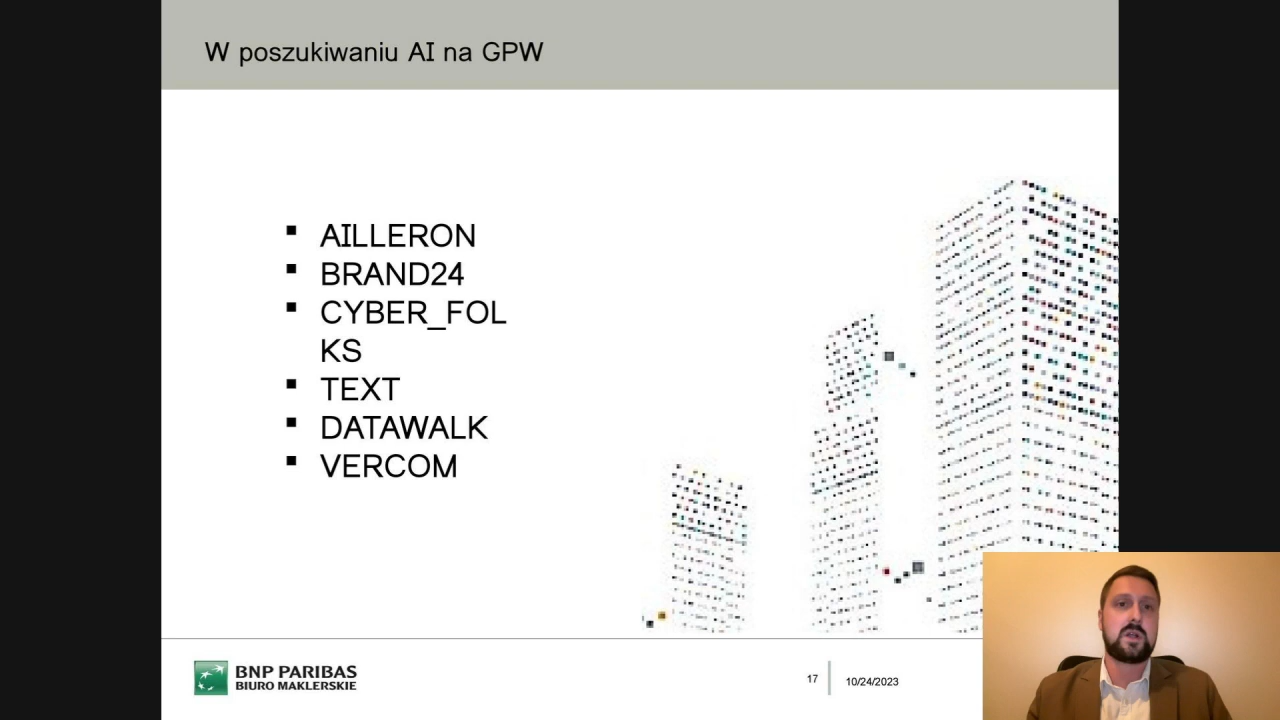 W poszukiwaniu AI na GPW
▪ AILLERON
▪ BRAND24
▪ CYBER_FOL
KS
▪ TEXT
▪ DATAWALK
▪ VERCOM
BNP PARIBAS
BIURO MAKLERSKIE
17
10/24/2023